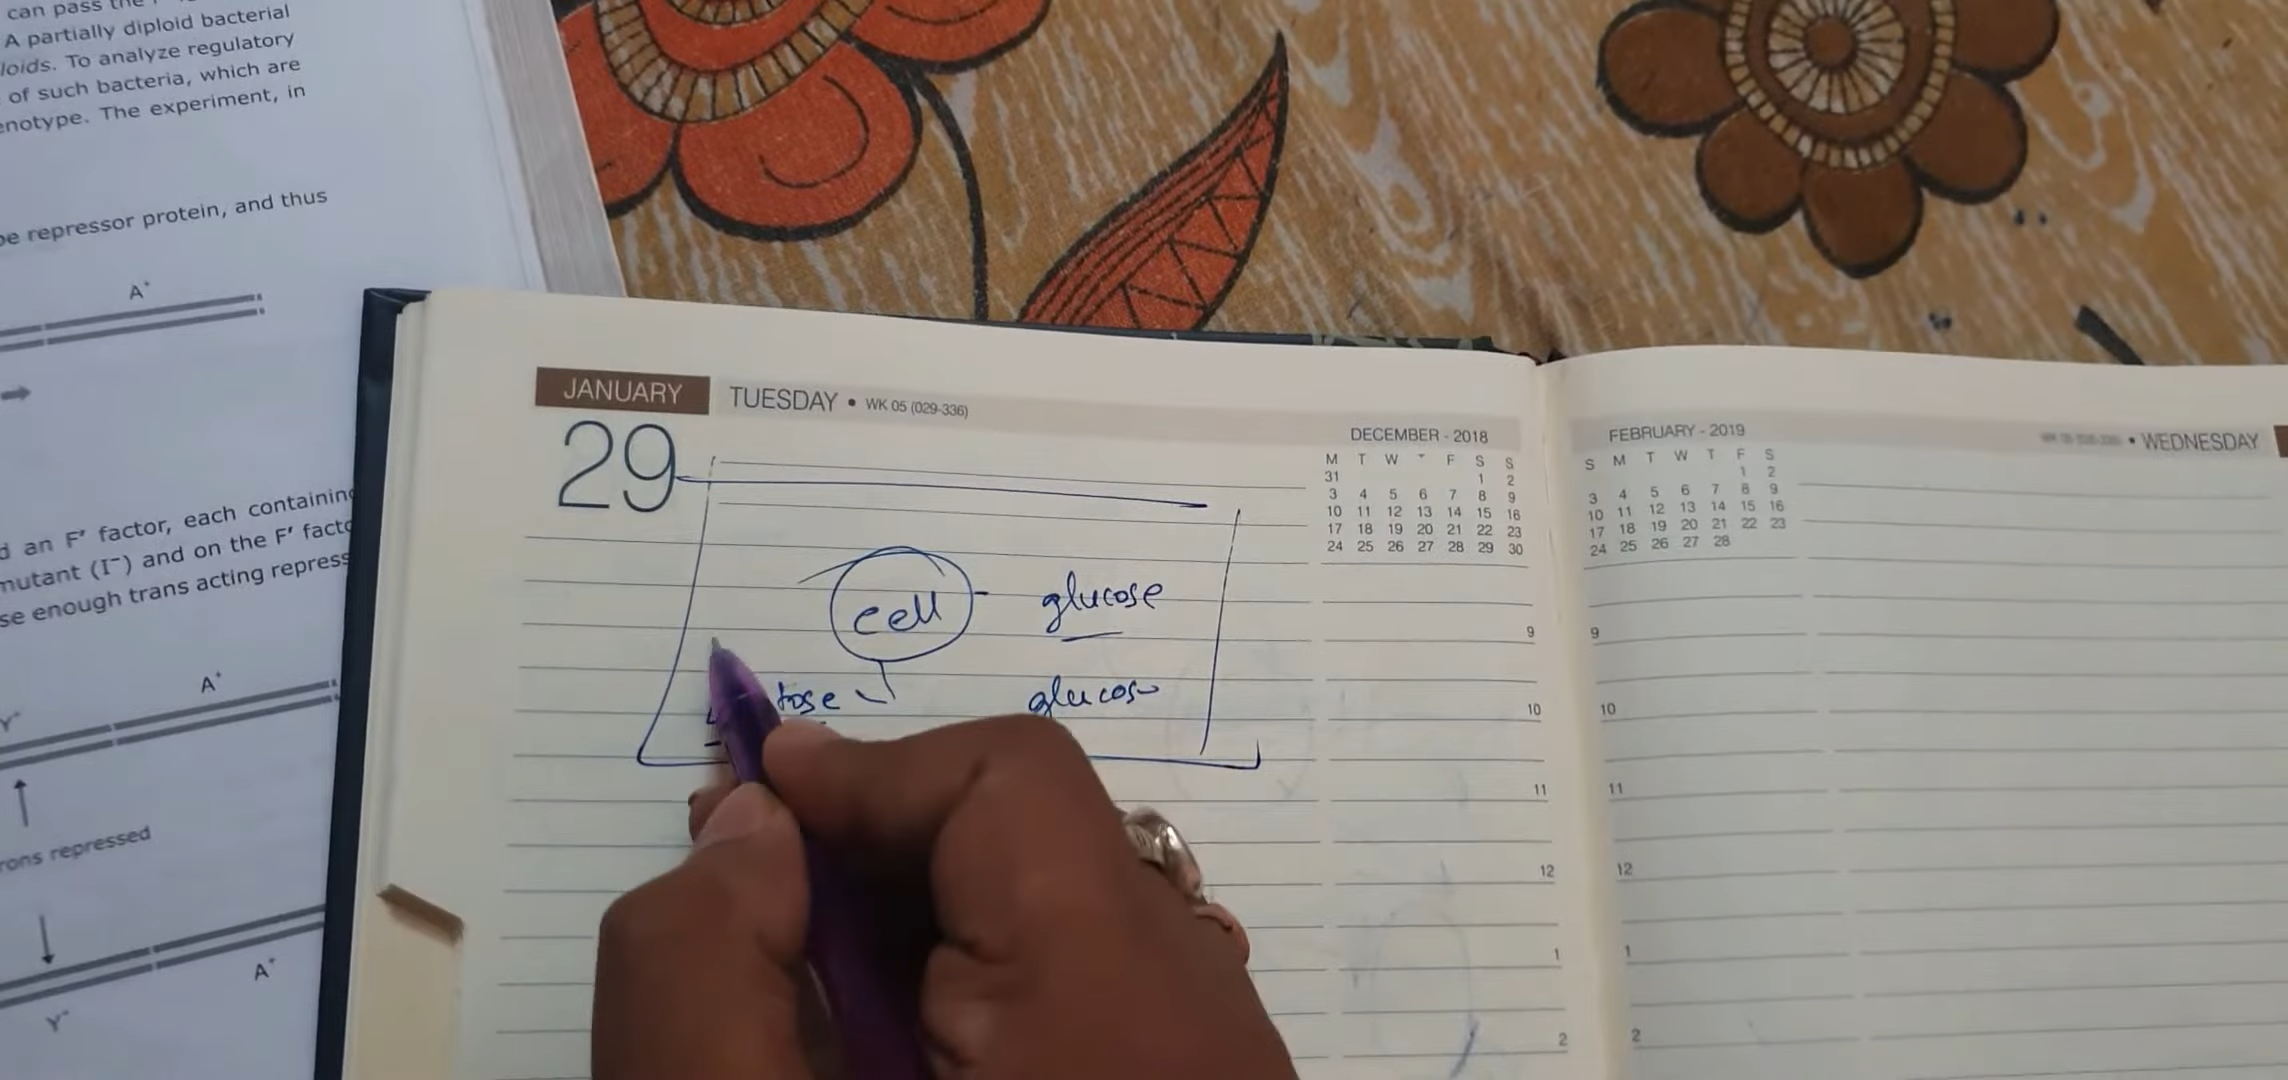 can pass the
A partially diploid bacterial
loids. To analyze regulatory
of such bacteria, which are
enotype. The experiment, in
be repressor protein, and thus
A⁺
d an F′ factor, each containing
mutant (I⁻) and on the F′ facto
se enough trans acting repress
Y⁺ A⁺
rons repressed
A⁺
Y⁺
JANUARY TUESDAY • WK 05 (029-336)
29
DECEMBER - 2018
M T W T F S S
31 1 2
3 4 5 6 7 8 9
10 11 12 13 14 15 16
17 18 19 20 21 22 23
24 25 26 27 28 29 30
cell glucose
tose glucose
9
10
11
12
1
2
FEBRUARY - 2019 • WEDNESDAY
S M T W T F S
1 2
3 4 5 6 7 8 9
10 11 12 13 14 15 16
17 18 19 20 21 22 23
24 25 26 27 28
9
10
11
12
1
2